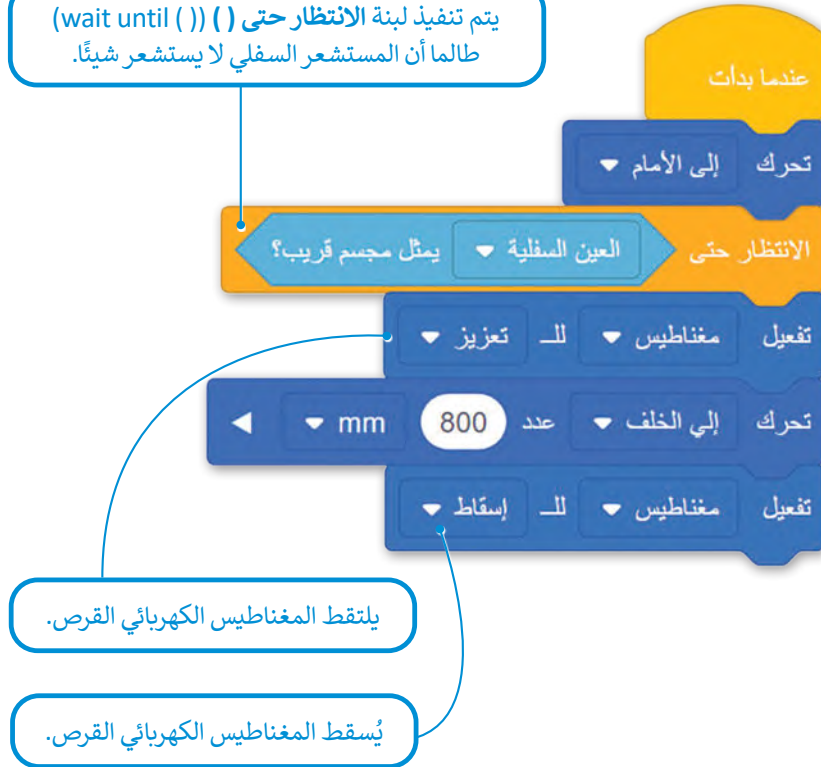 يتم تنفيذ لبنة الانتظار حتى ( ) (wait until ( ))
طالما أن المستشعر السفلي لا يستشعر شيئًا.
عندما بدأت
تحرك إلى الأمام
الانتظار حتى العين السفلية يمثل مجسم قريب؟
تفعيل مغناطيس للـ تعزيز
تحرك إلي الخلف عدد 800 mm
تفعيل مغناطيس للـ إسقاط
يلتقط المغناطيس الكهربائي القرص.
يُسقط المغناطيس الكهربائي القرص.